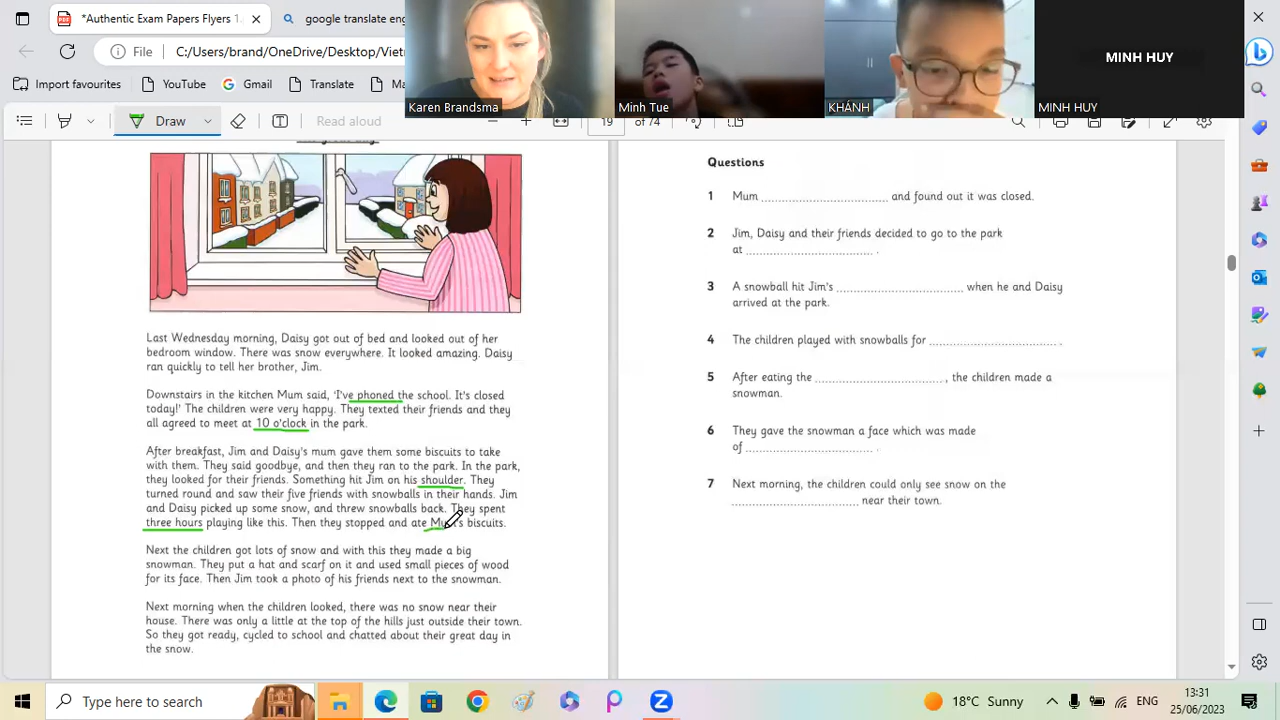 *Authentic Exam Papers Flyers 1
google translate eng
File
C:/Users/brand/OneDrive/Desktop/Viet
Import favourites
YouTube
Gmail
Translate
Draw
Read aloud
19
of 74
Karen Brandsma
Minh Tue
KHÁNH
MINH HUY
MINH HUY
Last Wednesday morning, Daisy got out of bed and looked out of her
bedroom window. There was snow everywhere. It looked amazing. Daisy
ran quickly to tell her brother, Jim.
Downstairs in the kitchen Mum said, 'I've phoned the school. It's closed
today!' The children were very happy. They texted their friends and they
all agreed to meet at 10 o'clock in the park.
After breakfast, Jim and Daisy's mum gave them some biscuits to take
with them. They said goodbye, and then they ran to the park. In the park,
they looked for their friends. Something hit Jim on his shoulder. They
turned round and saw their five friends with snowballs in their hands. Jim
and Daisy picked up some snow, and threw snowballs back. They spent
three hours playing like this. Then they stopped and ate Mum's biscuits.
Next the children got lots of snow and with this they made a big
snowman. They put a hat and scarf on it and used small pieces of wood
for its face. Then Jim took a photo of his friends next to the snowman.
Next morning when the children looked, there was no snow near their
house. There was only a little at the top of the hills just outside their town.
So they got ready, cycled to school and chatted about their great day in
the snow.
Questions
1 Mum ................................ and found out it was closed.
2 Jim, Daisy and their friends decided to go to the park
at ................................ .
3 A snowball hit Jim's ................................ when he and Daisy
arrived at the park.
4 The children played with snowballs for ................................ .
5 After eating the ................................ , the children made a
snowman.
6 They gave the snowman a face which was made
of ................................ .
7 Next morning, the children could only see snow on the
................................ near their town.
Type here to search
18°C Sunny
ENG
13:31
25/06/2023